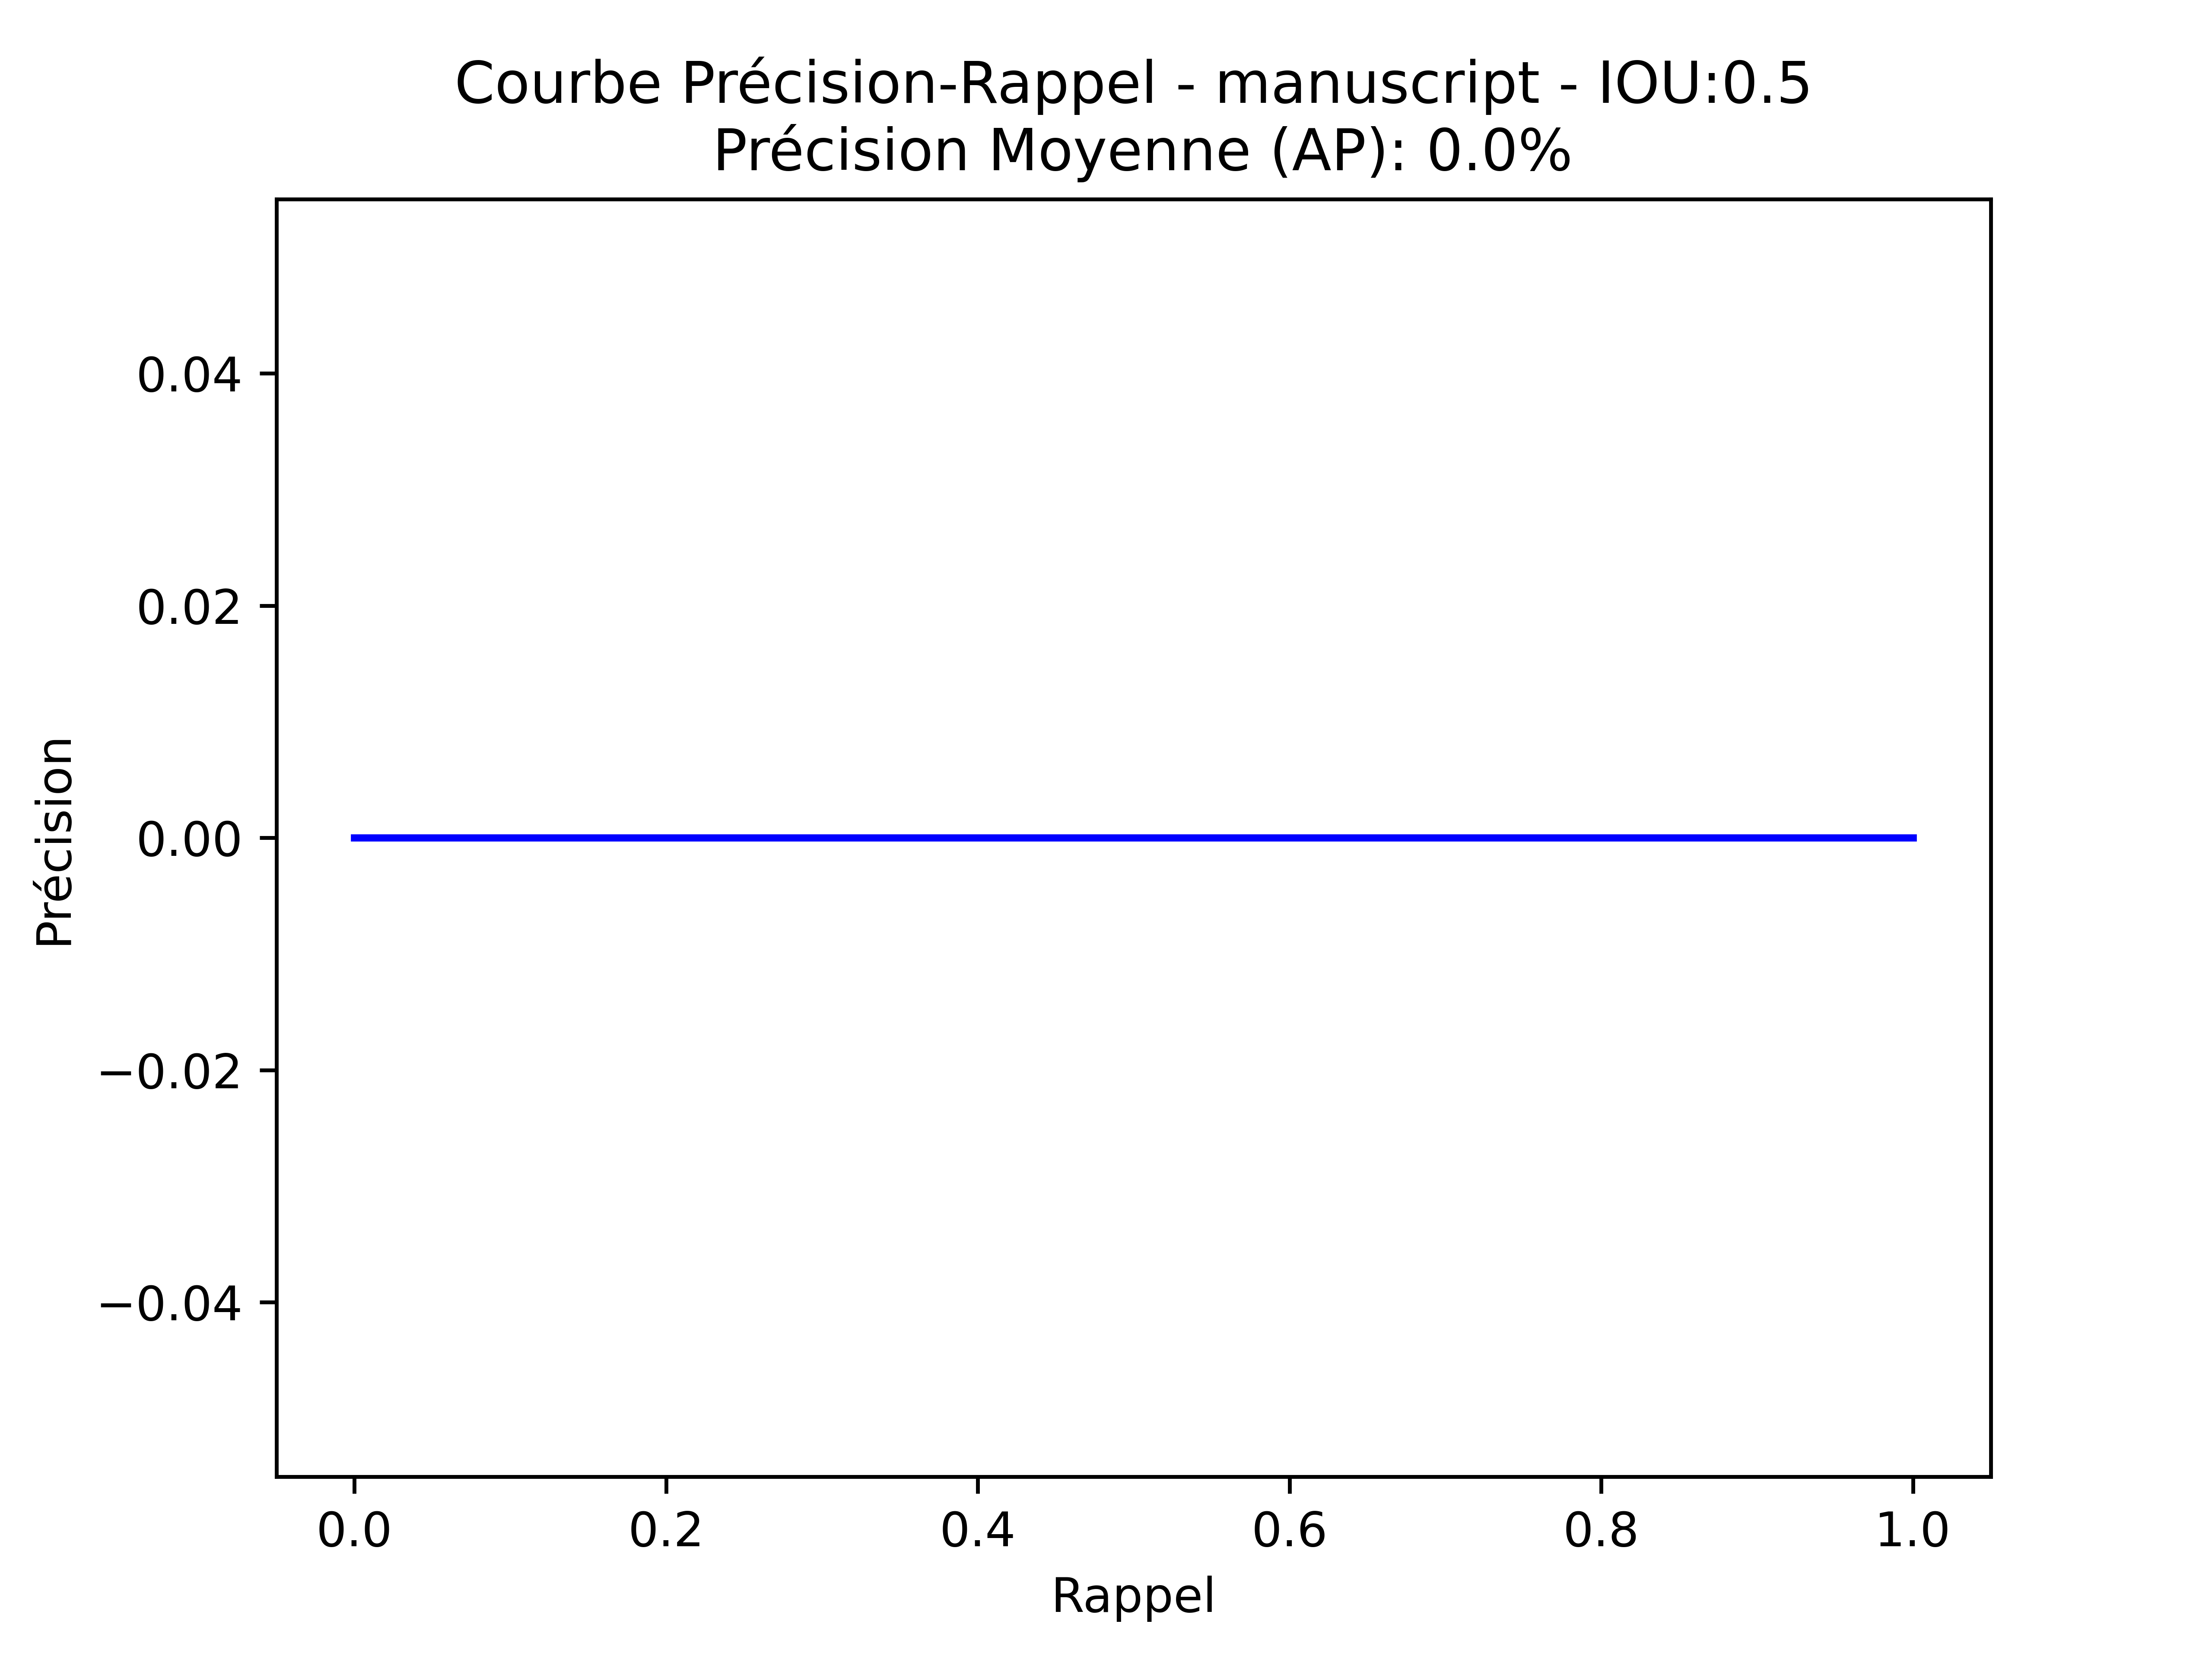 Courbe Précision-Rappel - manuscript - IOU:0.5
Précision Moyenne (AP): 0.0%
0.04
0.02
0.00
−0.02
−0.04
Précision
0.0 0.2 0.4 0.6 0.8 1.0
Rappel